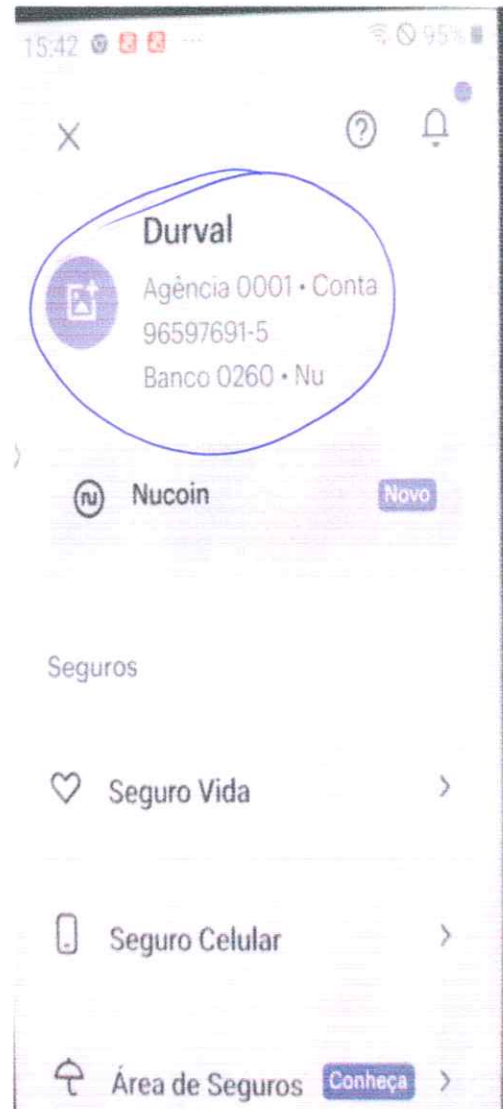 15:42 95%
Durval
Agência 0001 • Conta
96597691-5
Banco 0260 • Nu
Nucoin Novo
Seguros
Seguro Vida
Seguro Celular
Área de Seguros Conheça